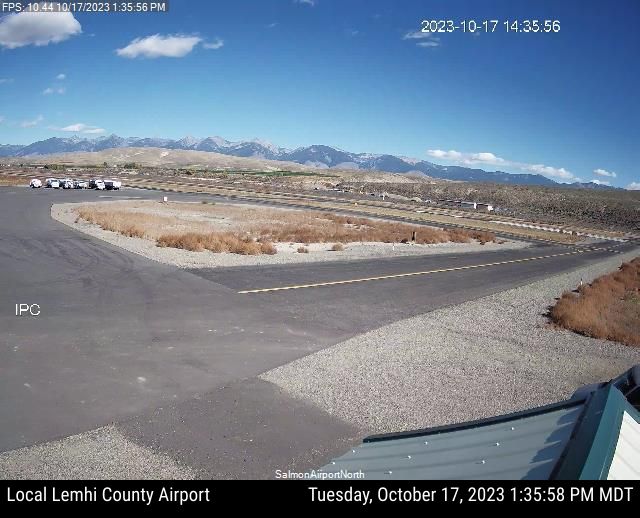 FPS: 10.44 10/17/2023 1:35:56 PM
2023-10-17 14:35:56
IPC
SalmonAirportNorth
Local Lemhi County Airport Tuesday, October 17, 2023 1:35:58 PM MDT